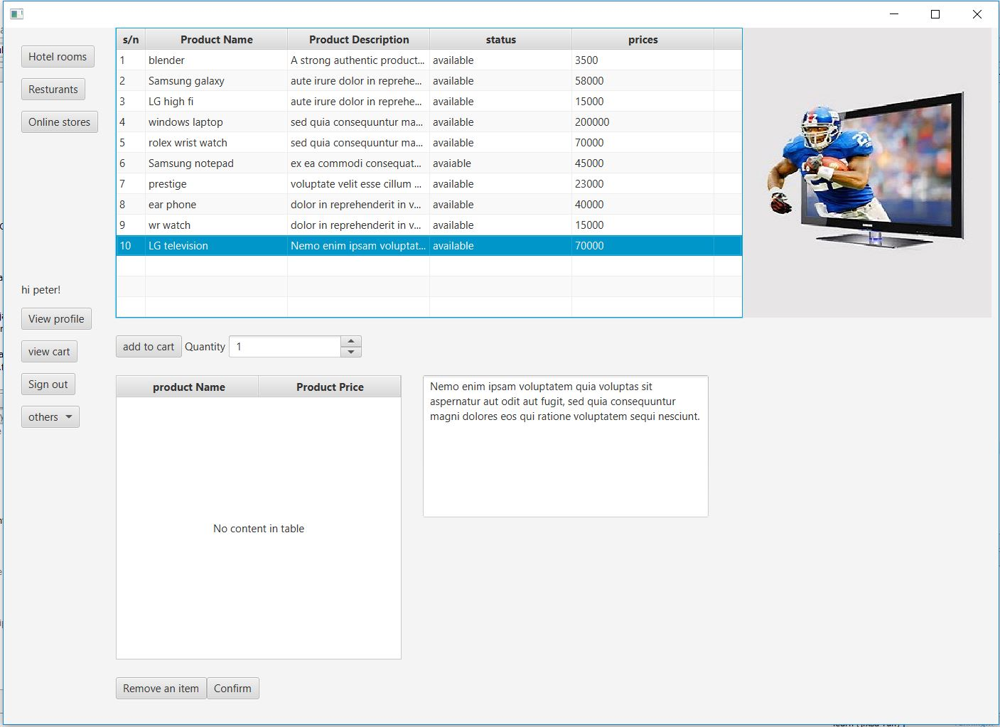 Hotel rooms
Resturants
Online stores
hi peter!
View profile
view cart
Sign out
others
s/n Product Name Product Description status prices
1 blender A strong authentic product... available 3500
2 Samsung galaxy aute irure dolor in reprehe... available 58000
3 LG high fi aute irure dolor in reprehe... available 15000
4 windows laptop sed quia consequuntur ma... available 200000
5 rolex wrist watch sed quia consequuntur ma... available 70000
6 Samsung notepad ex ea commodi consequat... avaiable 45000
7 prestige voluptate velit esse cillum ... available 23000
8 ear phone dolor in reprehenderit in v... available 40000
9 wr watch dolor in reprehenderit in v... available 15000
10 LG television Nemo enim ipsam voluptat... available 70000
add to cart Quantity 1
product Name Product Price
No content in table
Nemo enim ipsam voluptatem quia voluptas sit
aspernatur aut odit aut fugit, sed quia consequuntur
magni dolores eos qui ratione voluptatem sequi nesciunt.
Remove an item Confirm